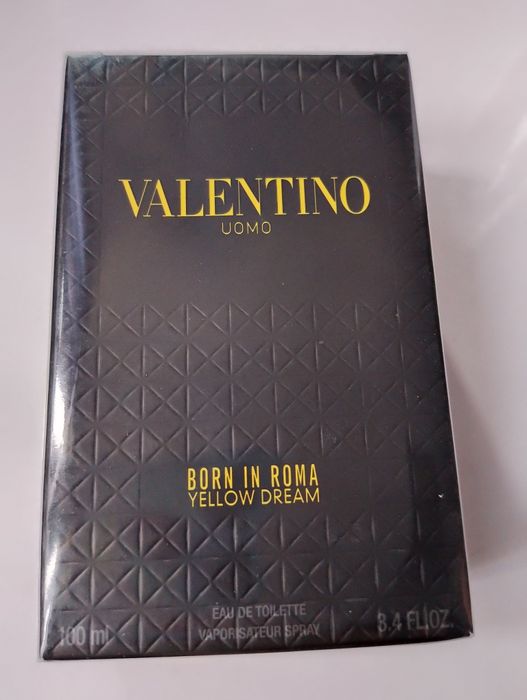 VALENTINO
UOMO
BORN IN ROMA
YELLOW DREAM
EAU DE TOILETTE
100 ml VAPORISATEUR SPRAY 3.4 FL.OZ.